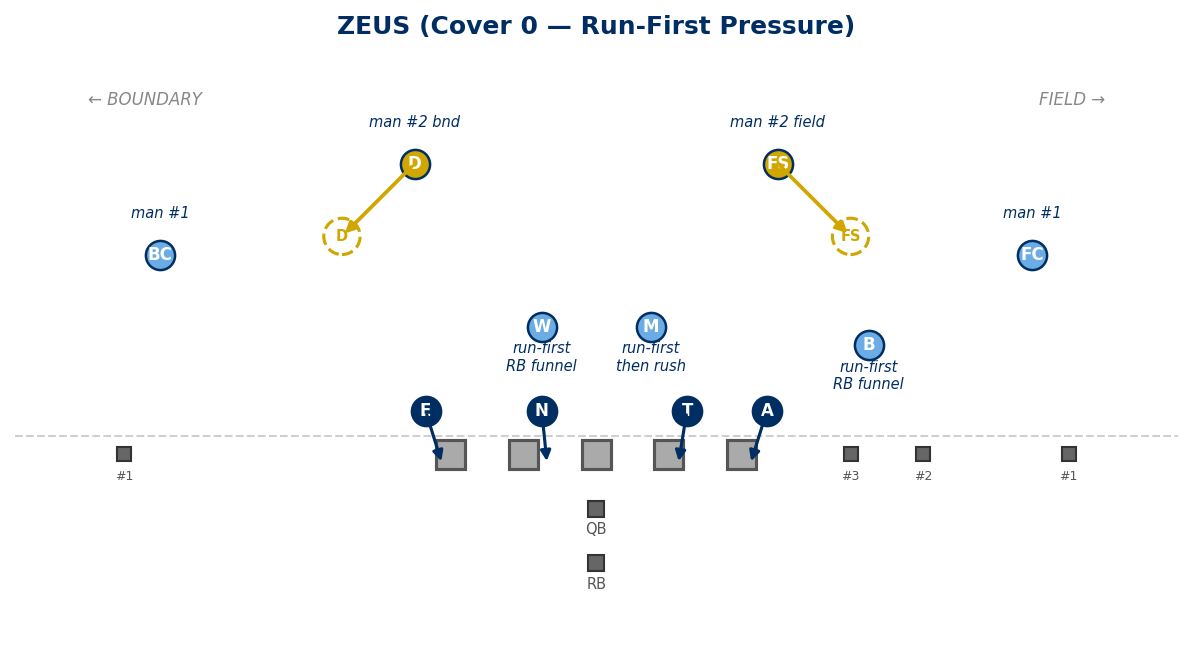 ZEUS (Cover 0 — Run-First Pressure)
← BOUNDARY
FIELD →
man #2 bnd
man #2 field
D
FS
man #1
man #1
D
FS
BC
FC
W
M
B
run-first
RB funnel
run-first
then rush
run-first
RB funnel
E
N
T
A
#1
#3
#2
#1
QB
RB